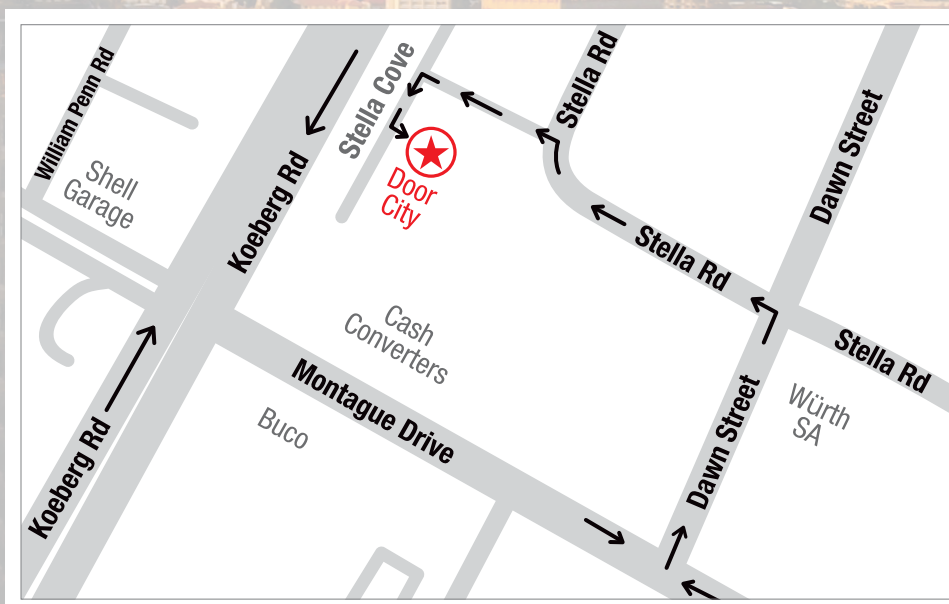 William Penn Rd
Shell
Garage
Koeberg Rd
Stella Cove
Door
City
Stella Rd
Dawn Street
Stella Rd
Stella Rd
Cash
Converters
Montague Drive
Buco
Koeberg Rd
Dawn Street
Würth
SA